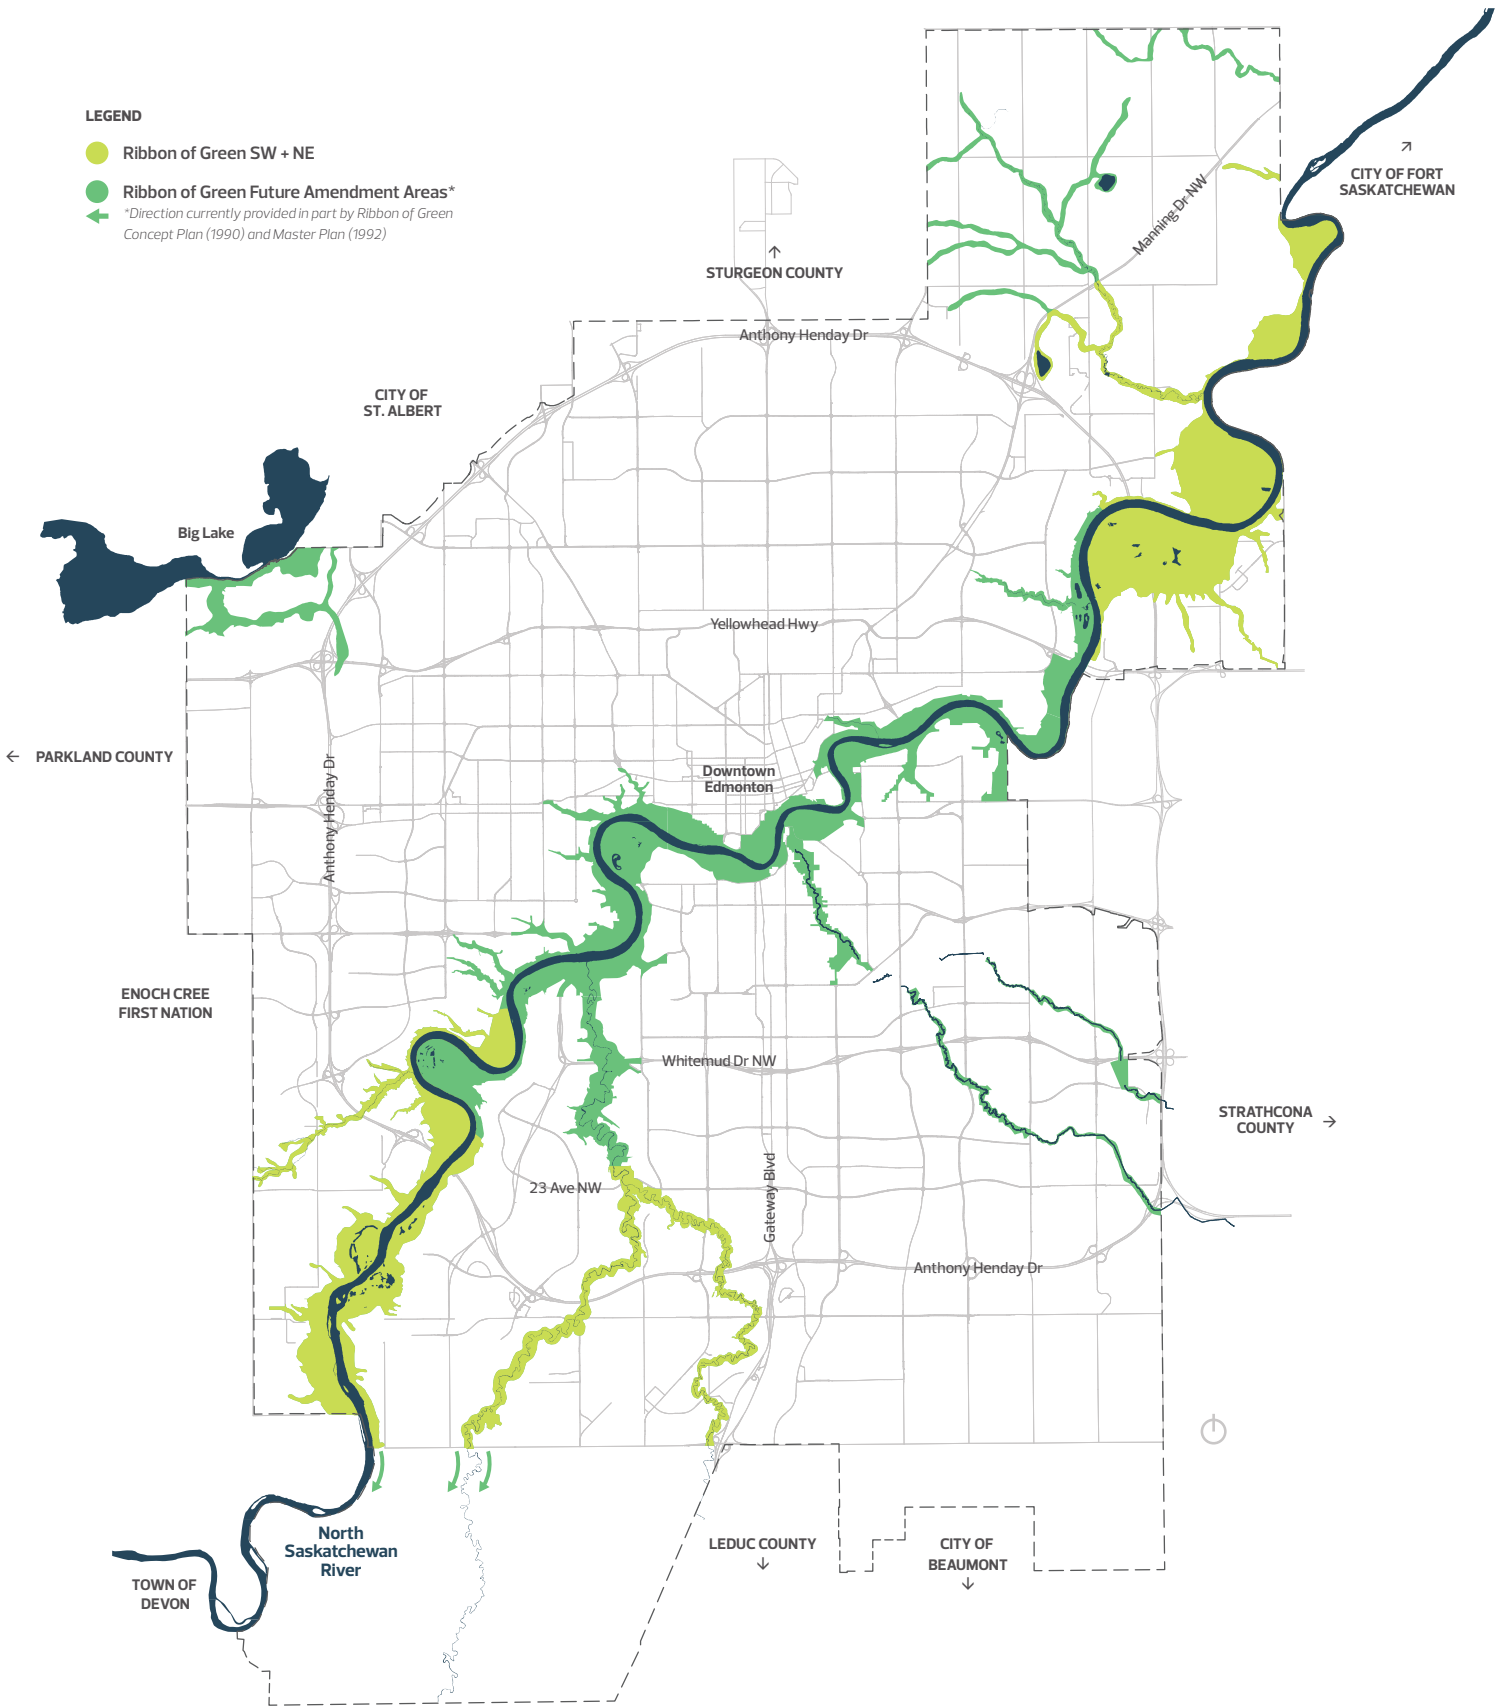 LEGEND
Ribbon of Green SW + NE
Ribbon of Green Future Amendment Areas*
*Direction currently provided in part by Ribbon of Green
Concept Plan (1990) and Master Plan (1992)
CITY OF FORT
SASKATCHEWAN
Manning Dr NW
STURGEON COUNTY
Anthony Henday Dr
CITY OF
ST. ALBERT
Big Lake
Yellowhead Hwy
PARKLAND COUNTY
Anthony Henday Dr
Downtown
Edmonton
ENOCH CREE
FIRST NATION
Whitemud Dr NW
STRATHCONA
COUNTY
23 Ave NW
Gateway Blvd
Anthony Henday Dr
North
Saskatchewan
River
LEDUC COUNTY
CITY OF
BEAUMONT
TOWN OF
DEVON